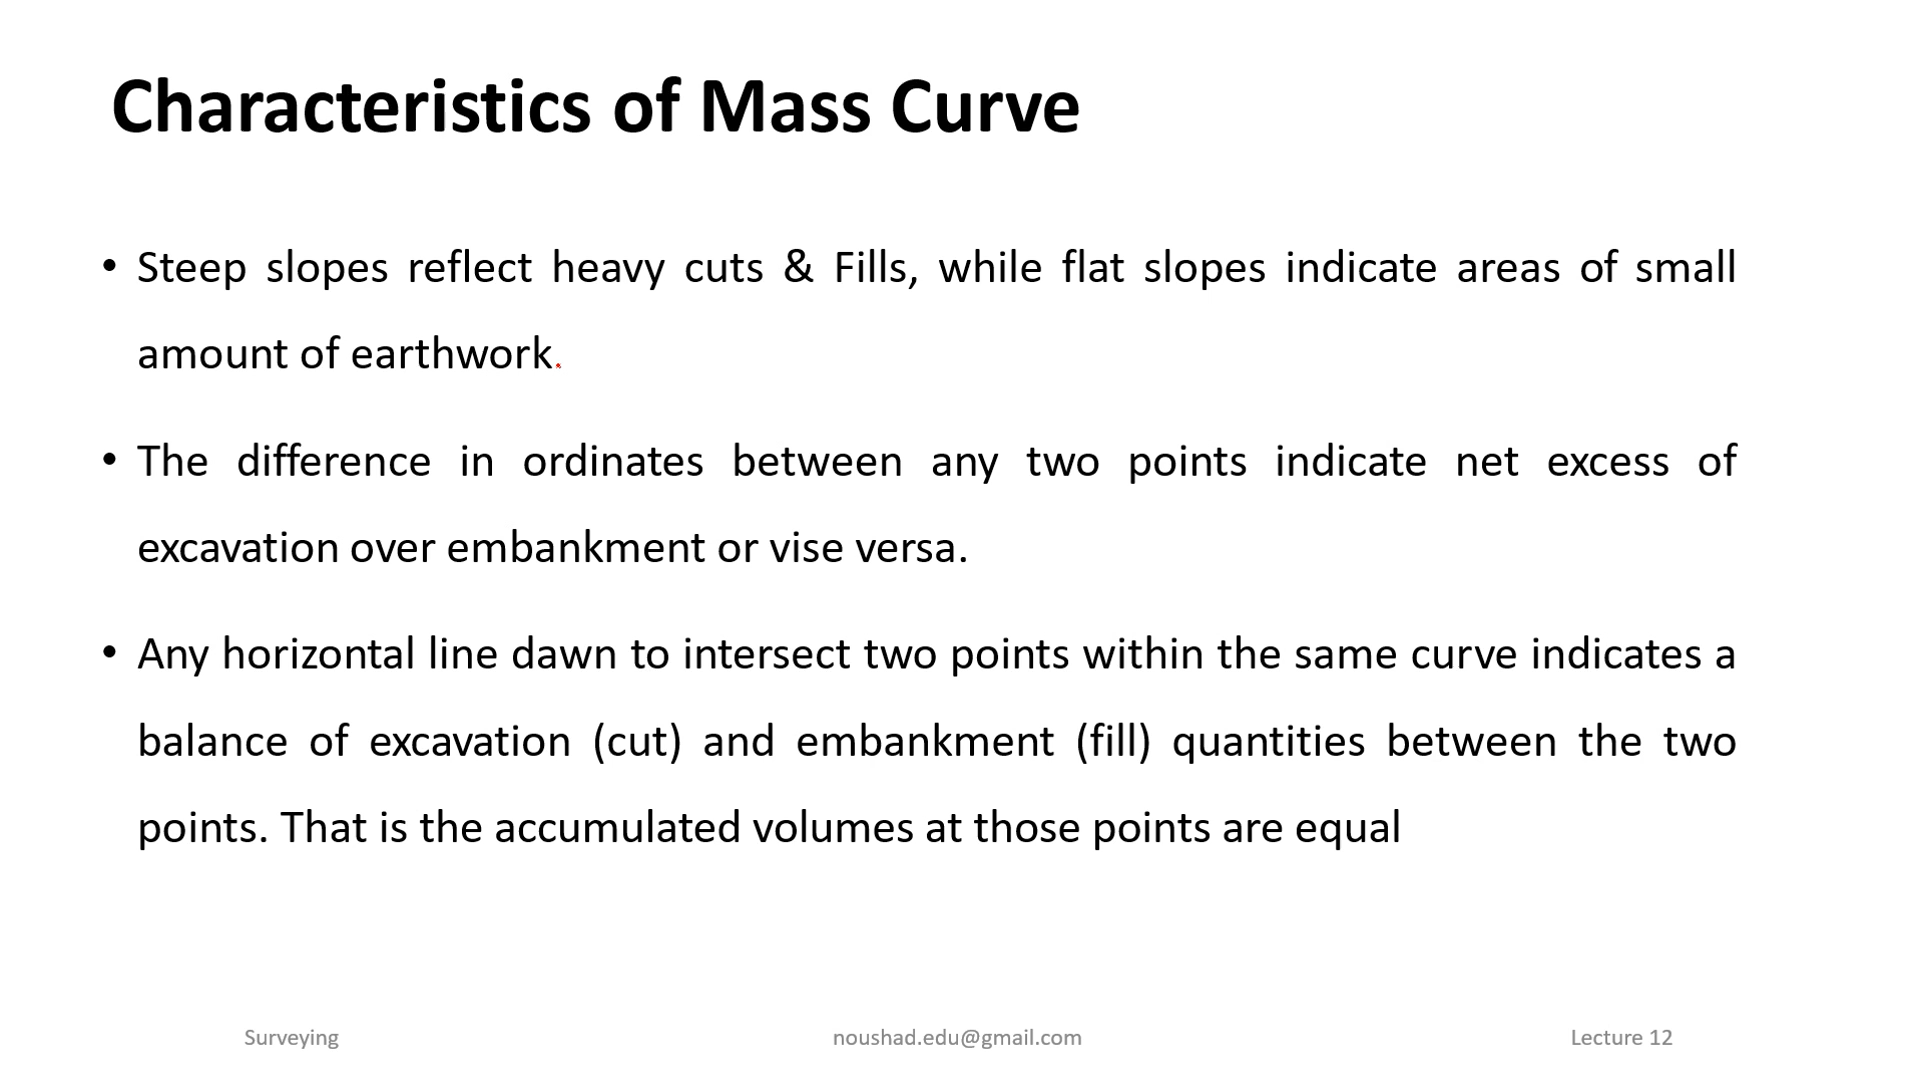 Characteristics of Mass Curve
• Steep slopes reflect heavy cuts & Fills, while flat slopes indicate areas of small
amount of earthwork.
• The difference in ordinates between any two points indicate net excess of
excavation over embankment or vise versa.
• Any horizontal line dawn to intersect two points within the same curve indicates a
balance of excavation (cut) and embankment (fill) quantities between the two
points. That is the accumulated volumes at those points are equal
Surveying noushad.edu@gmail.com Lecture 12